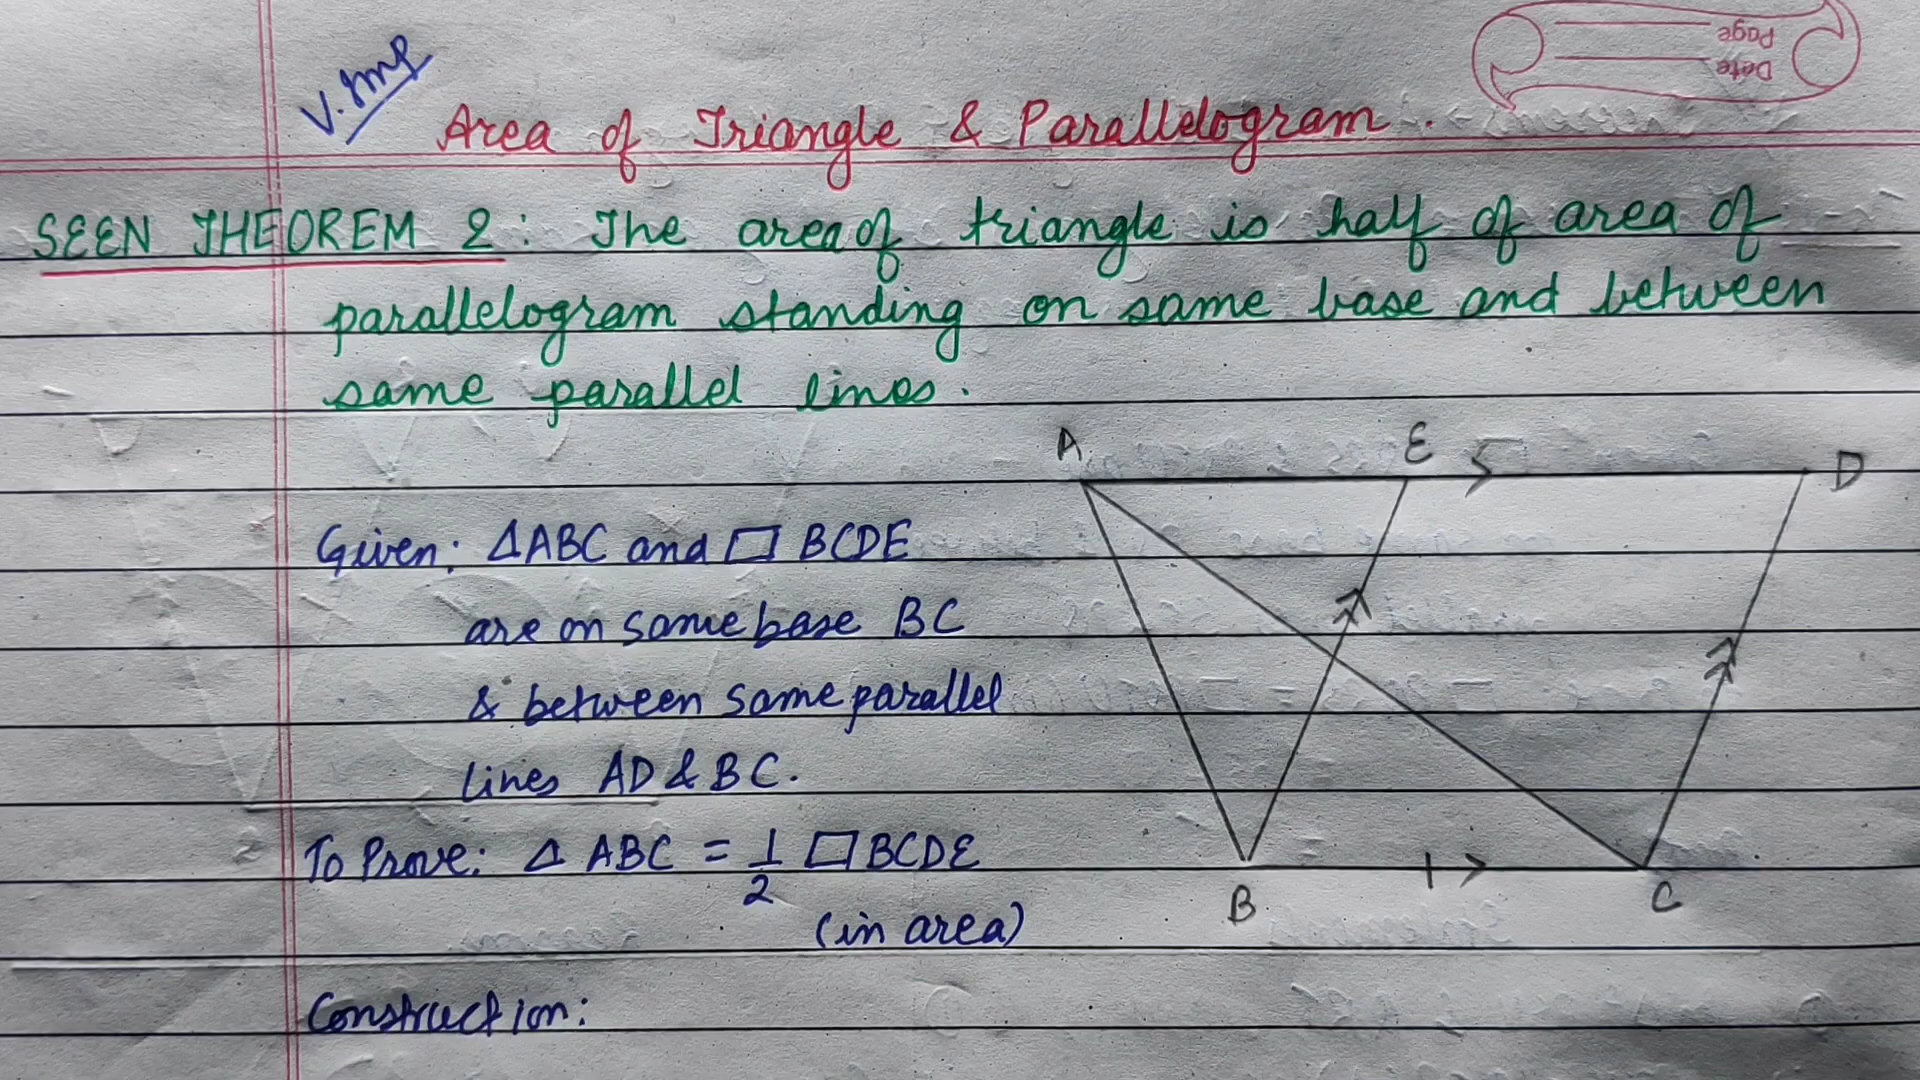 Page
Date
V. Imp
Area of Triangle & Parallelogram.
SEEN THEOREM 2: The area of triangle is half of area of
parallelogram standing on same base and between
same parallel lines.
A E D
Given: △ABC and ▱ BCDE
are on same base BC
& between same parallel
lines AD & BC.
To Prove: △ ABC = 1/2 ▱ BCDE
(in area)
B C
Construction: